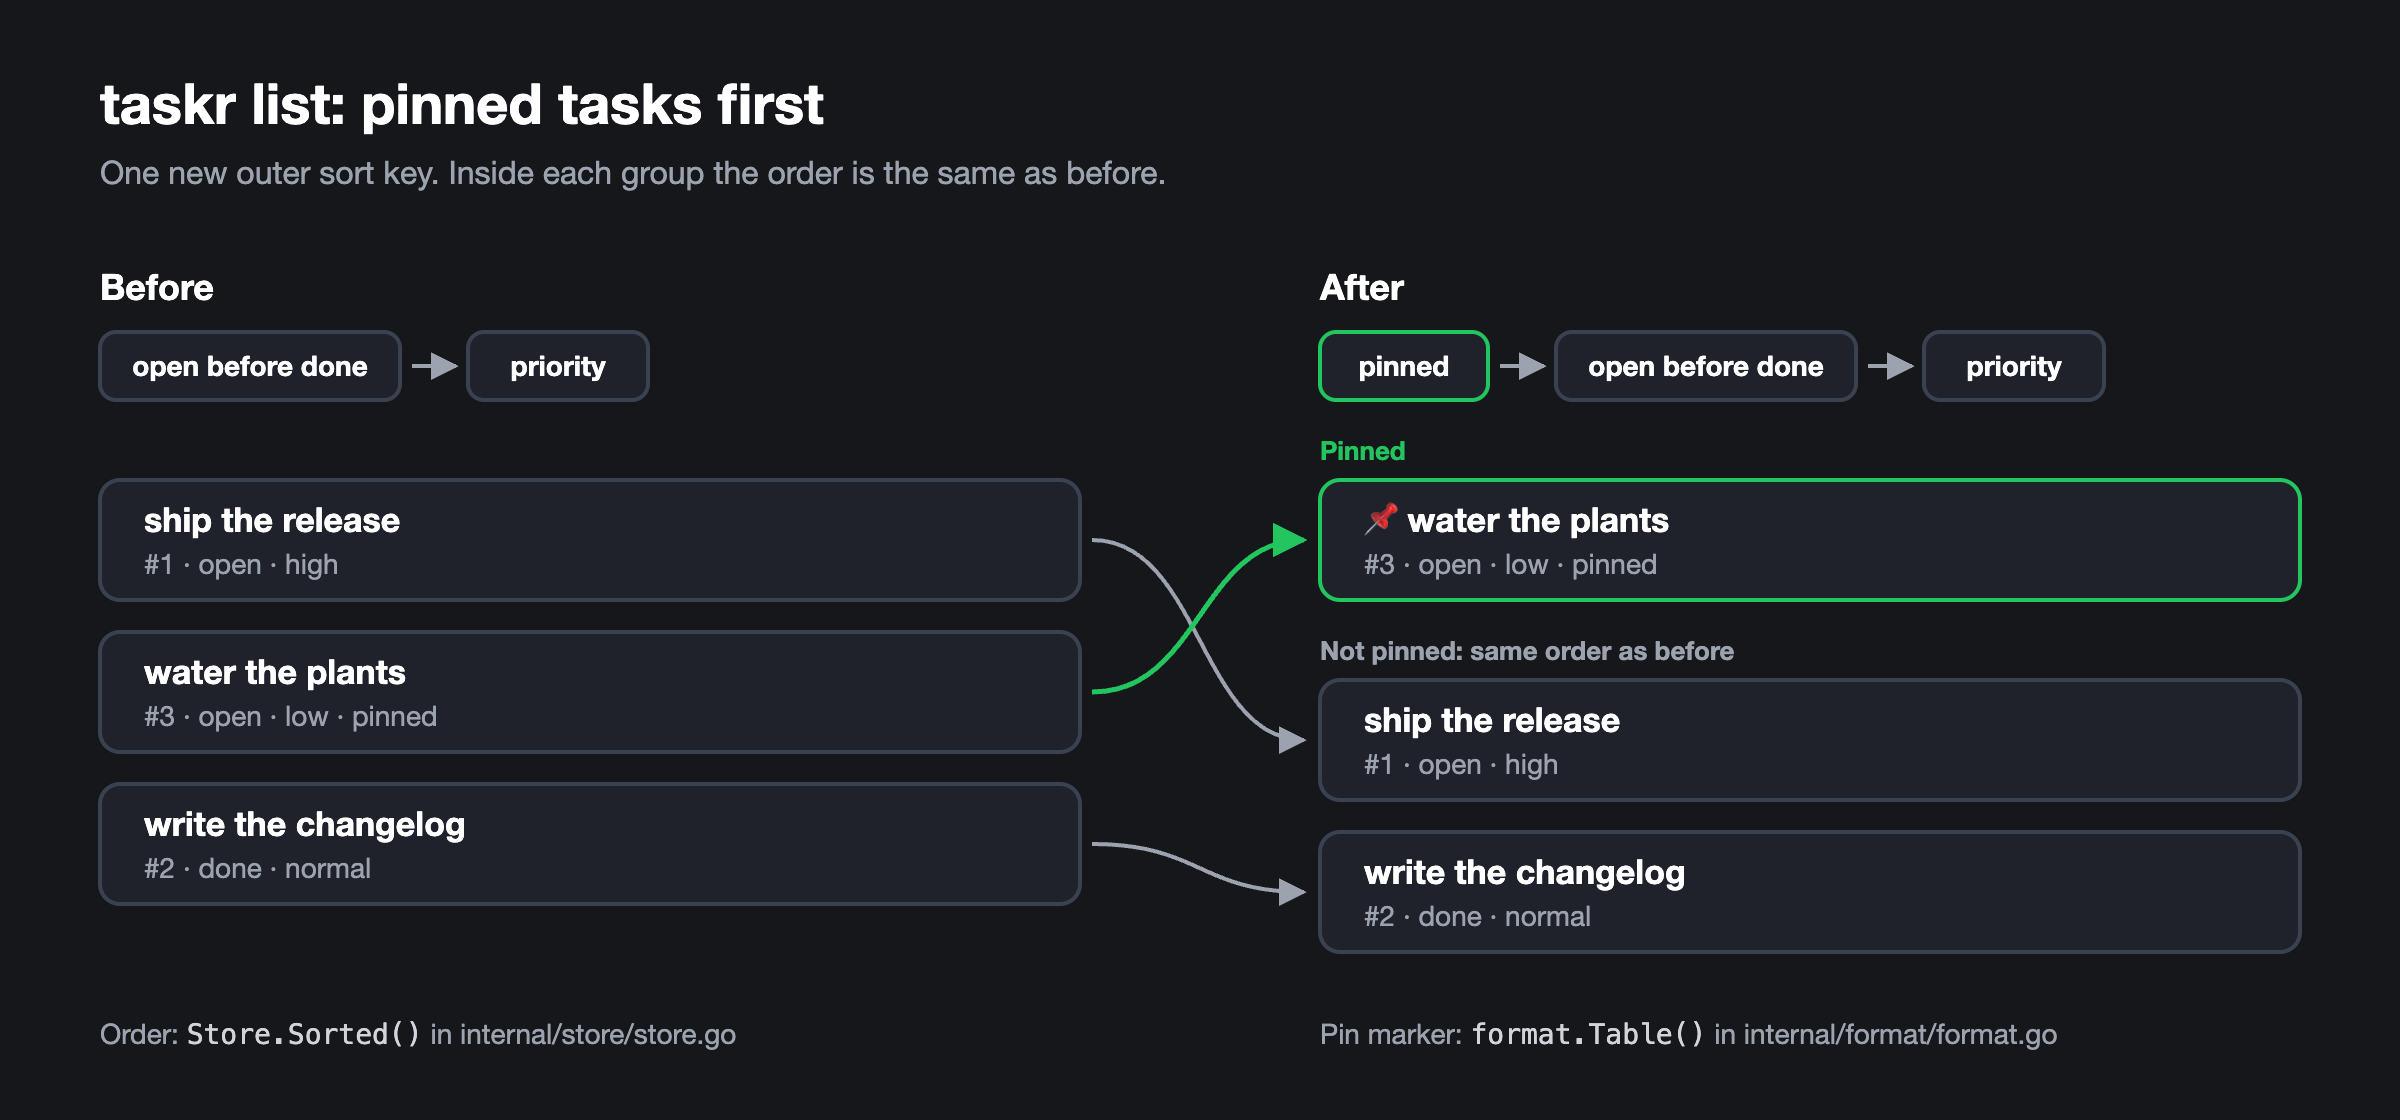 taskr list: pinned tasks first
One new outer sort key. Inside each group the order is the same as before.
Before
open before done
priority
ship the release
#1 · open · high
water the plants
#3 · open · low · pinned
write the changelog
#2 · done · normal
Order: Store.Sorted() in internal/store/store.go
After
pinned
open before done
priority
Pinned
📌 water the plants
#3 · open · low · pinned
Not pinned: same order as before
ship the release
#1 · open · high
write the changelog
#2 · done · normal
Pin marker: format.Table() in internal/format/format.go